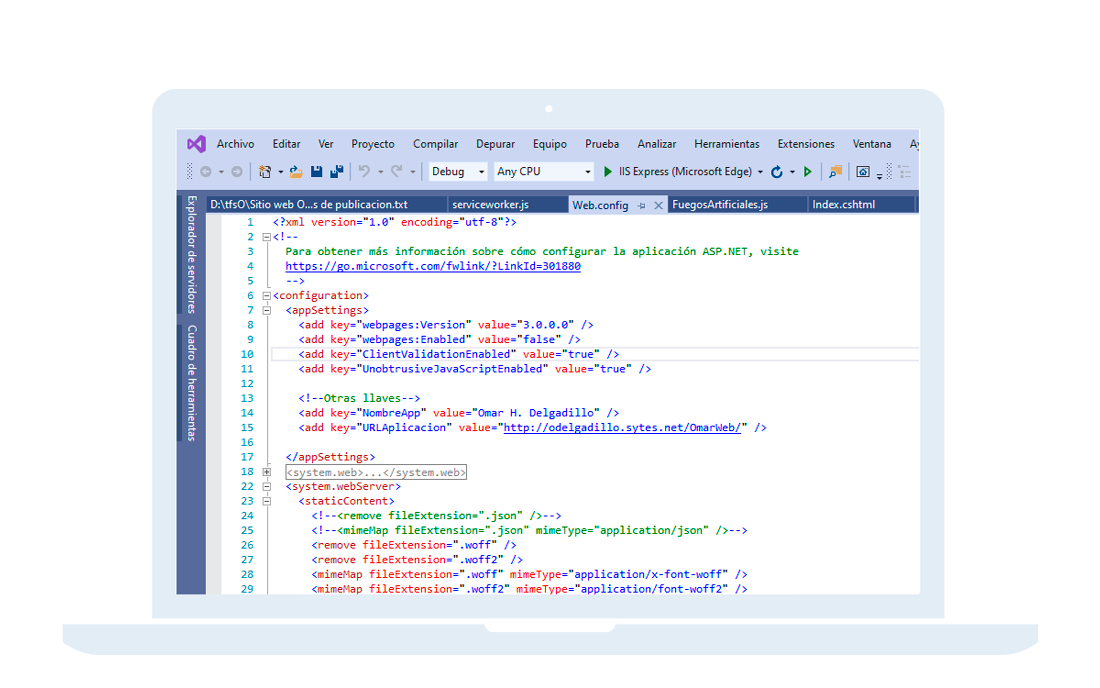 Archivo Editar Ver Proyecto Compilar Depurar Equipo Prueba Analizar Herramientas Extensiones Ventana Ay
Debug Any CPU IIS Express (Microsoft Edge)
D:\tfsO\Sitio web O...s de publicacion.txt serviceworker.js Web.config FuegosArtificiales.js Index.cshtml
Explorador de servidores
Cuadro de herramientas
1 <?xml version="1.0" encoding="utf-8"?>
2 <!--
3 Para obtener más información sobre cómo configurar la aplicación ASP.NET, visite
4 https://go.microsoft.com/fwlink/?LinkId=301880
5 -->
6 <configuration>
7 <appSettings>
8 <add key="webpages:Version" value="3.0.0.0" />
9 <add key="webpages:Enabled" value="false" />
10 <add key="ClientValidationEnabled" value="true" />
11 <add key="UnobtrusiveJavaScriptEnabled" value="true" />
12
13 <!--Otras llaves-->
14 <add key="NombreApp" value="Omar H. Delgadillo" />
15 <add key="URLAplicacion" value="http://odelgadillo.sytes.net/OmarWeb/" />
16
17 </appSettings>
18 <system.web>...</system.web>
22 <system.webServer>
23 <staticContent>
24 <!--<remove fileExtension=".json" />-->
25 <!--<mimeMap fileExtension=".json" mimeType="application/json" />-->
26 <remove fileExtension=".woff" />
27 <remove fileExtension=".woff2" />
28 <mimeMap fileExtension=".woff" mimeType="application/x-font-woff" />
29 <mimeMap fileExtension=".woff2" mimeType="application/font-woff2" />